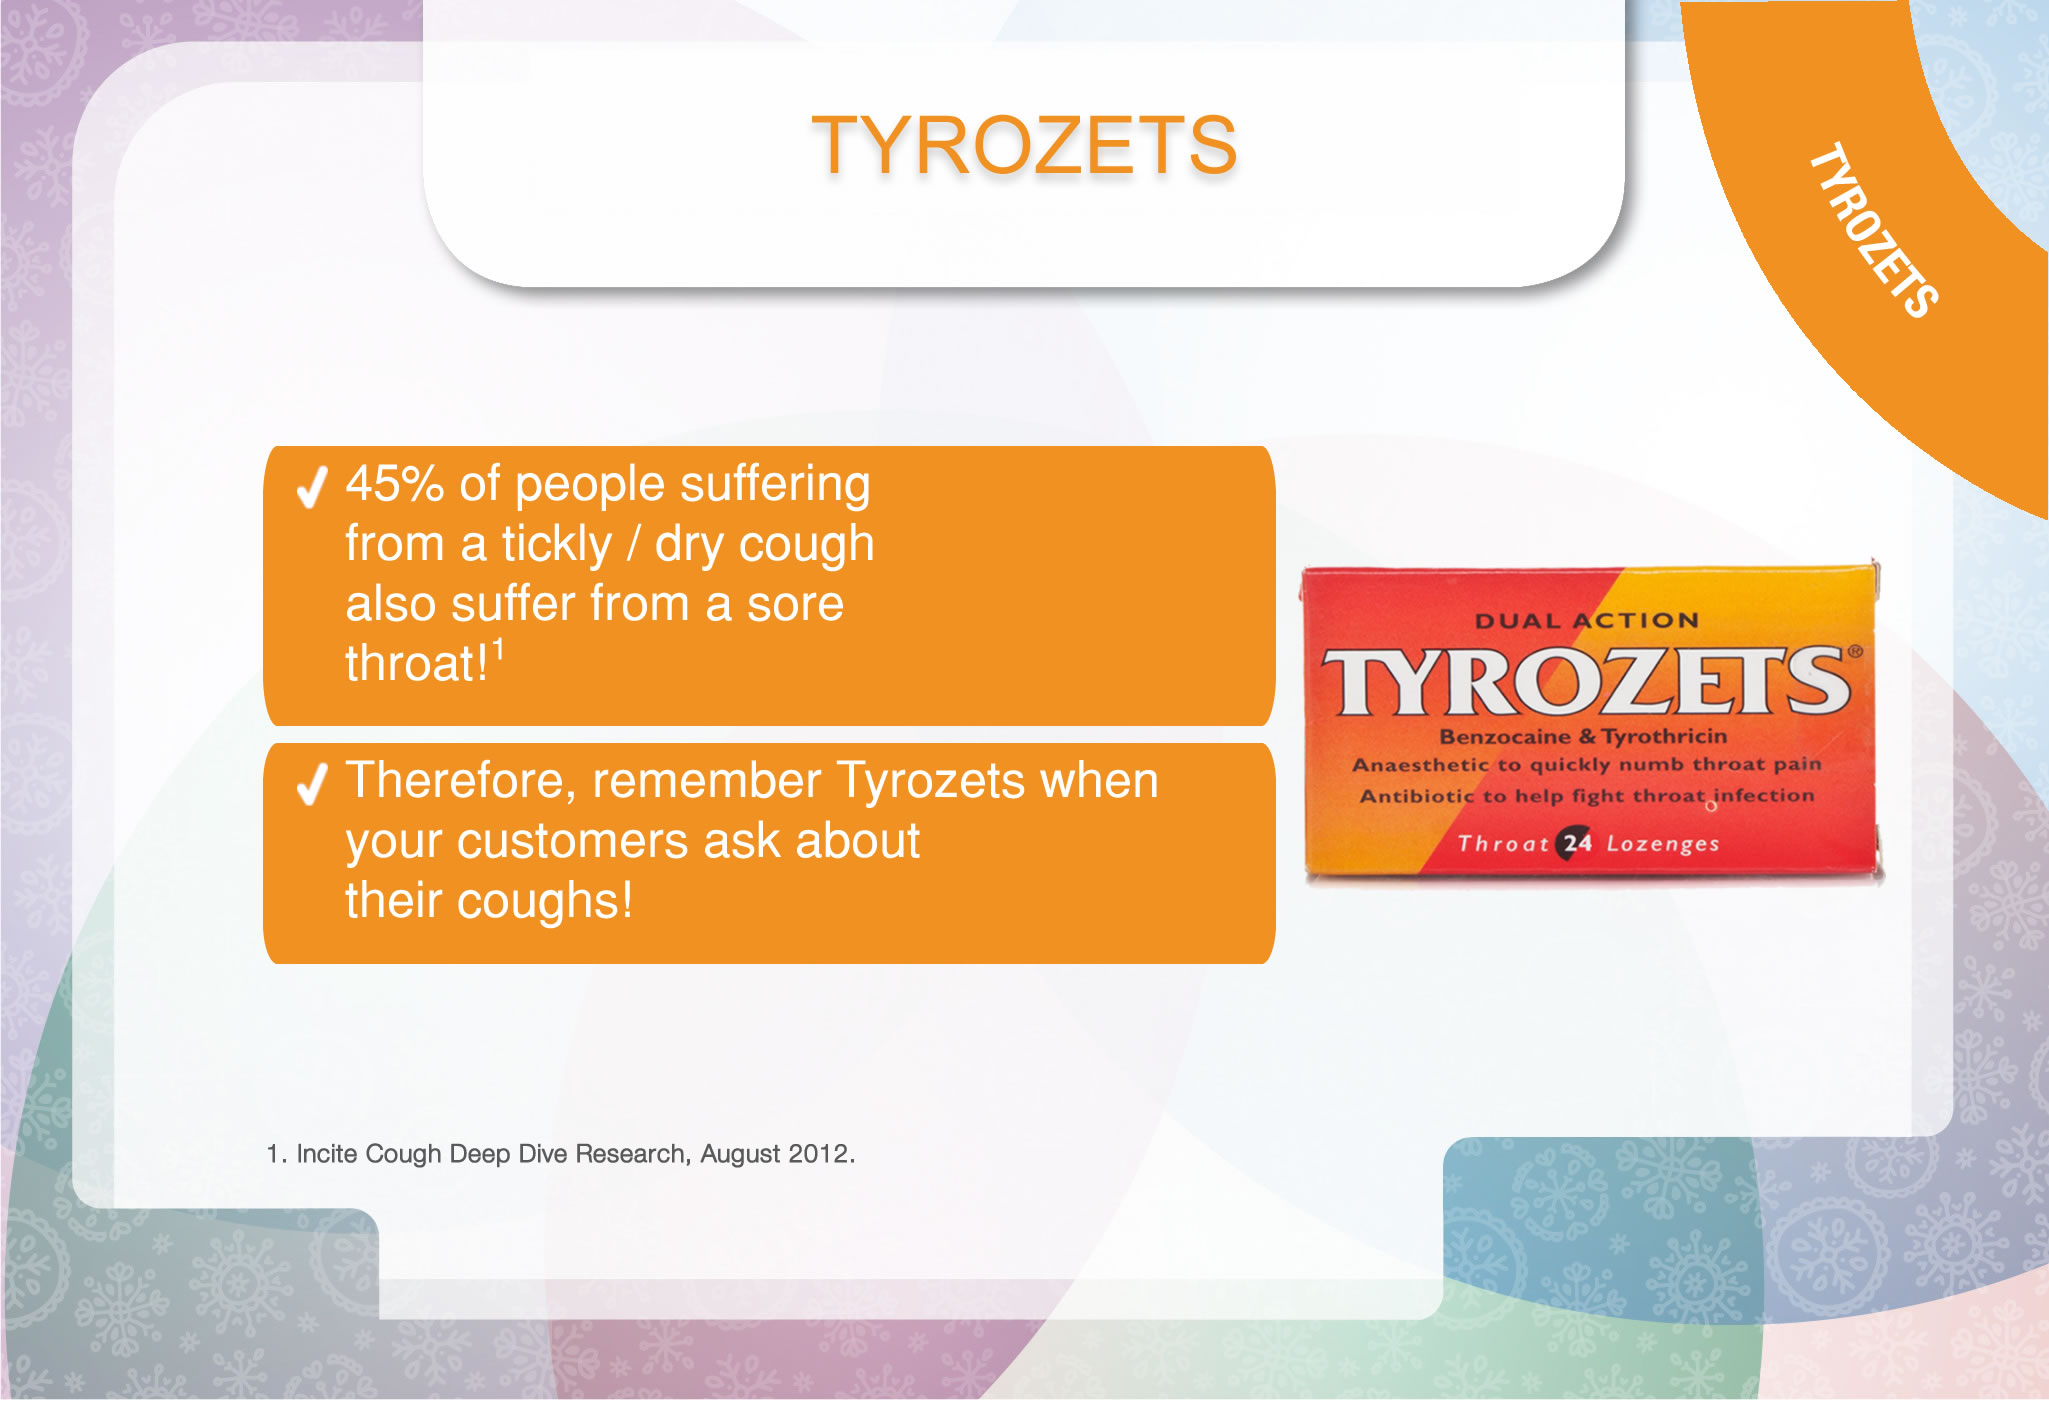 TYROZETS
TYROZETS
✓ 45% of people suffering
from a tickly / dry cough
also suffer from a sore
throat!¹
✓ Therefore, remember Tyrozets when
your customers ask about
their coughs!
DUAL ACTION
TYROZETS®
Benzocaine & Tyrothricin
Anaesthetic to quickly numb throat pain
Antibiotic to help fight throat infection
Throat 24 Lozenges
1. Incite Cough Deep Dive Research, August 2012.